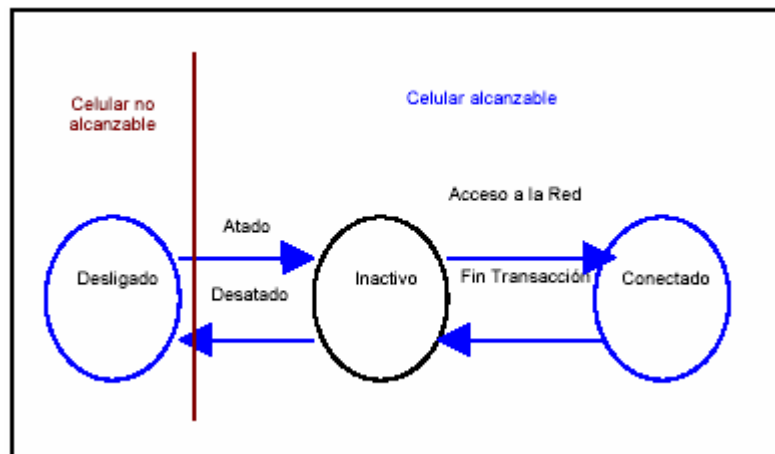 Celular no
alcanzable
Celular alcanzable
Acceso a la Red
Atado
Desligado
Inactivo
Fin Transacción
Conectado
Desatado